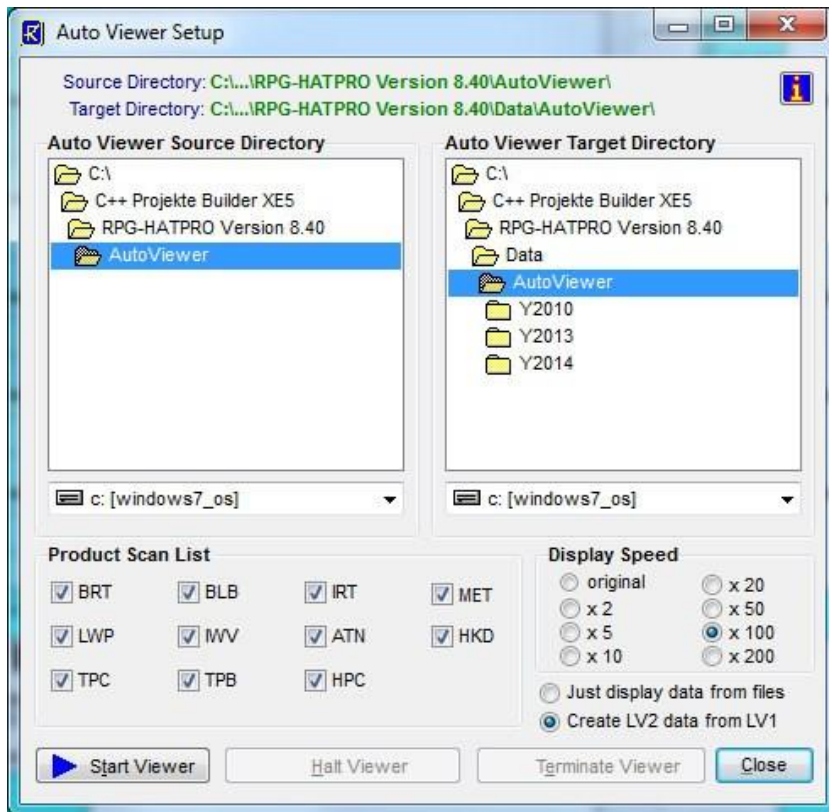 Auto Viewer Setup
Source Directory: C:\...\RPG-HATPRO Version 8.40\AutoViewer\
Target Directory: C:\...\RPG-HATPRO Version 8.40\Data\AutoViewer\
Auto Viewer Source Directory
C:\
C++ Projekte Builder XE5
RPG-HATPRO Version 8.40
AutoViewer
c: [windows7_os]
Auto Viewer Target Directory
C:\
C++ Projekte Builder XE5
RPG-HATPRO Version 8.40
Data
AutoViewer
Y2010
Y2013
Y2014
c: [windows7_os]
Product Scan List
BRT BLB IRT MET
LWP IWV ATN HKD
TPC TPB HPC
Display Speed
original x 20
x 2 x 50
x 5 x 100
x 10 x 200
Just display data from files
Create LV2 data from LV1
Start Viewer Halt Viewer Terminate Viewer Close